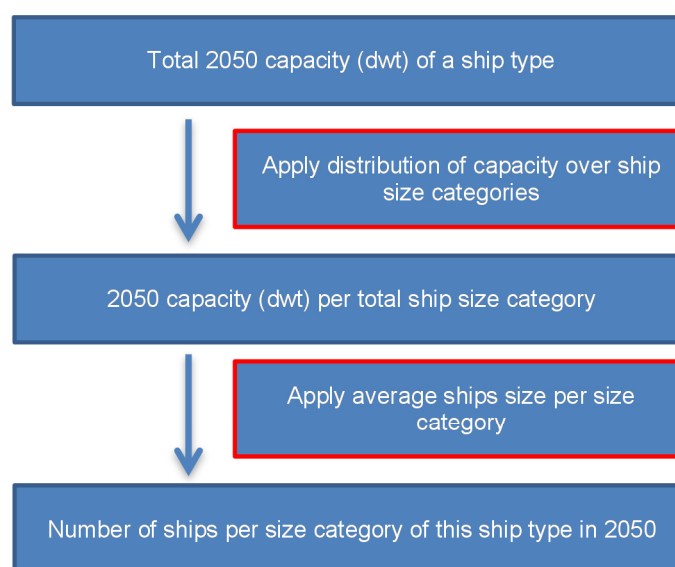 Total 2050 capacity (dwt) of a ship type
Apply distribution of capacity over ship
size categories
2050 capacity (dwt) per total ship size category
Apply average ships size per size
category
Number of ships per size category of this ship type in 2050